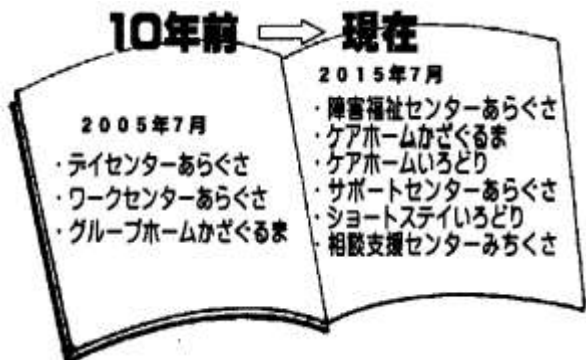 10年前 ⇨ 現在
2005年7月
・デイセンターあらぐさ
・ワークセンターあらぐさ
・グループホームかざぐるま
2015年7月
・障害福祉センターあらぐさ
・ケアホームかざぐるま
・ケアホームいろどり
・サポートセンターあらぐさ
・ショートステイいろどり
・相談支援センターみちくさ